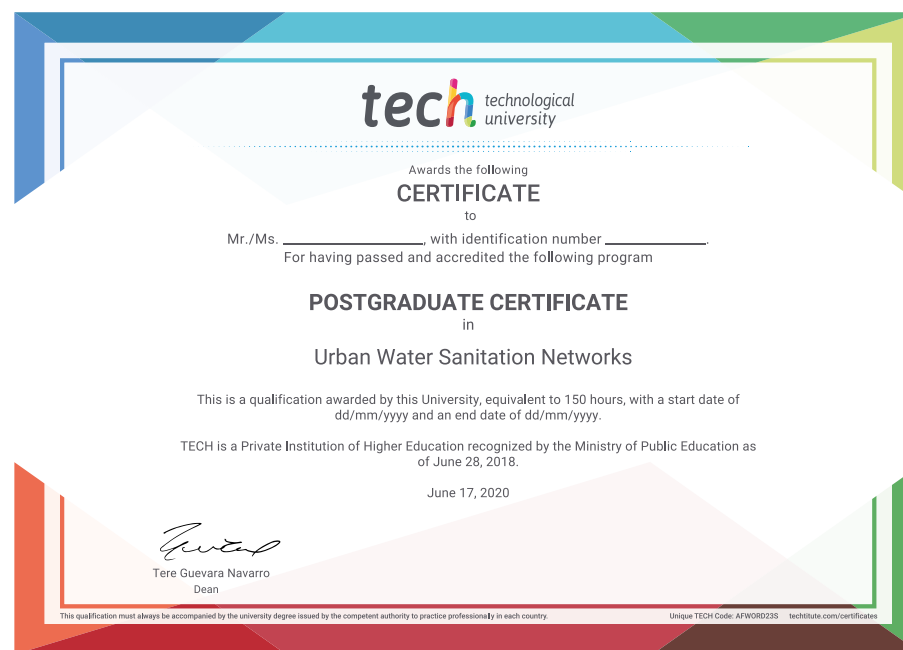 tech technological
university
Awards the following
CERTIFICATE
to
Mr./Ms. ____________________, with identification number ______________.
For having passed and accredited the following program
POSTGRADUATE CERTIFICATE
in
Urban Water Sanitation Networks
This is a qualification awarded by this University, equivalent to 150 hours, with a start date of
dd/mm/yyyy and an end date of dd/mm/yyyy.
TECH is a Private Institution of Higher Education recognized by the Ministry of Public Education as
of June 28, 2018.
June 17, 2020
Tere Guevara Navarro
Dean
This qualification must always be accompanied by the university degree issued by the competent authority to practice professionally in each country. Unique TECH Code: AFWORD23S techtitute.com/certificates